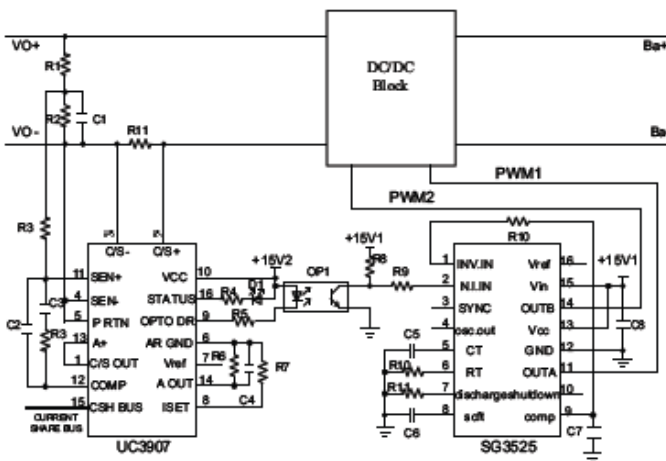 VO+
DC/DC
Block
Ba+
R1
R2
C1
VO-
R11
Ba
PWM1
PWM2
C/S-
C/S+
R3
+15V2
+15V1
R8
R10
+15V1
11
SEN+
VCC
10
D1
OP1
R9
1
INV.IN
Vref
16
C3
4
SEN-
STATUS
16
R4
2
N.I.IN
Vin
15
C2
5
P RTN
OPTO DR
9
R5
3
SYNC
OUTB
14
R3
13
A+
AR GND
6
4
osc.out
Vcc
13
C8
1
C/S OUT
Vref
7
R6
R7
C5
5
CT
GND
12
12
COMP
A OUT
14
C4
R10
6
RT
OUTA
11
15
CSH BUS
ISET
8
R11
7
dischargeshutdown
10
CURRENT
SHARE BUS
C6
8
soft
comp
9
C7
UC3907
SG3525